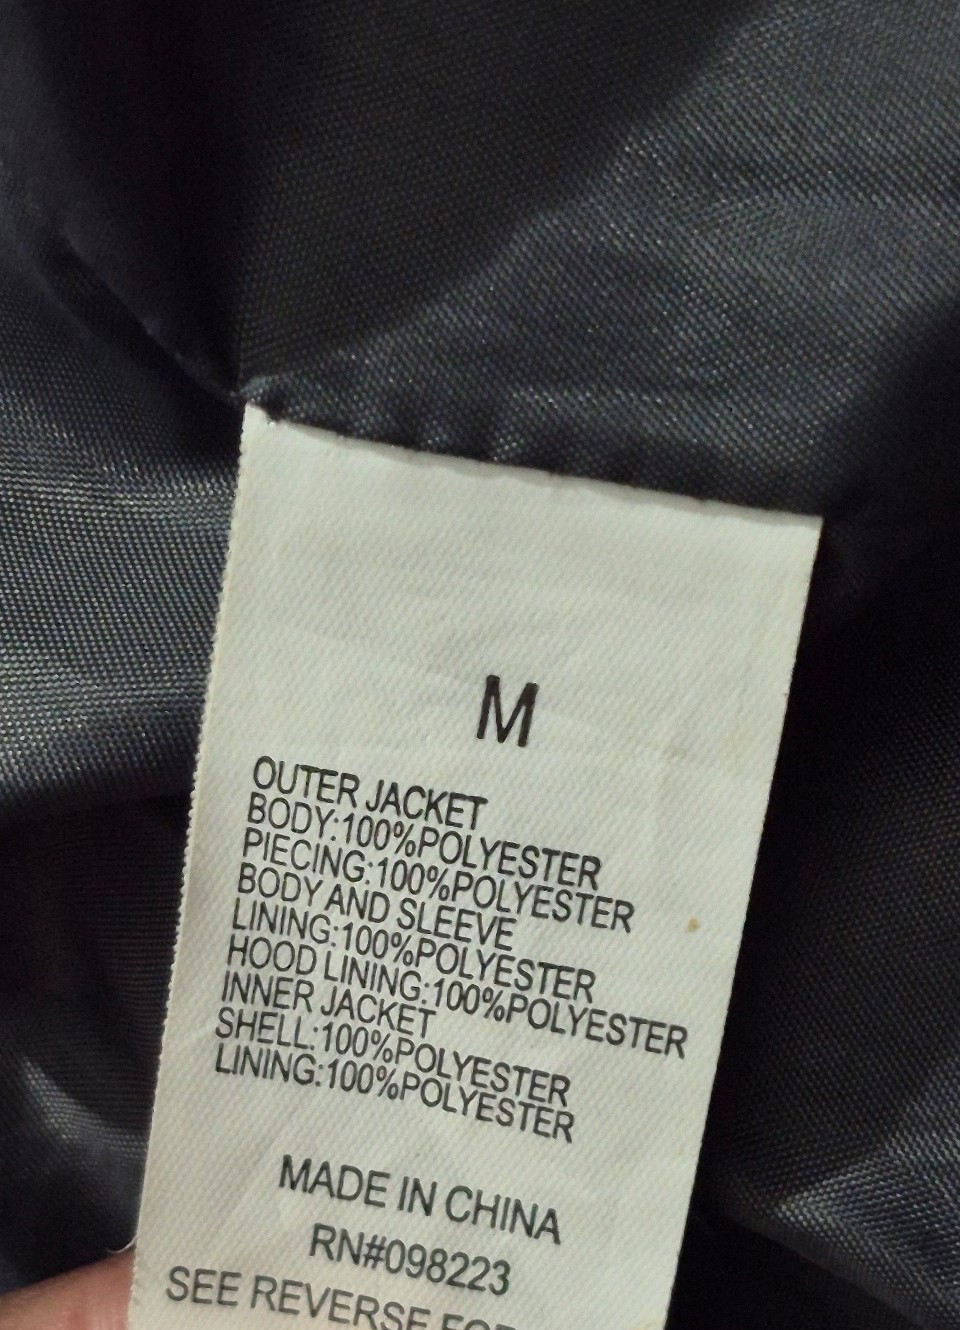 M
OUTER JACKET
BODY:100%POLYESTER
PIECING:100%POLYESTER
BODY AND SLEEVE
LINING:100%POLYESTER
HOOD LINING:100%POLYESTER
INNER JACKET
SHELL:100%POLYESTER
LINING:100%POLYESTER
MADE IN CHINA
RN#098223
SEE REVERSE FOR